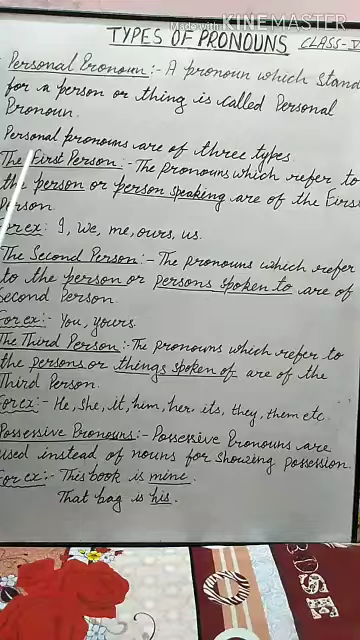 Made with KINEMASTER
TYPES OF PRONOUNS CLASS-V
Personal Pronoun:- A pronoun which stand
for a person or thing is called Personal
Pronoun.
Personal pronouns are of three types.
The First Person:- The pronouns which refer to
the person or person speaking are of the First
Person.
For ex: I, we, me, ours, us.
The Second Person:- The pronouns which refer
to the person or persons spoken to are of
Second Person.
For ex:- You, yours.
The Third Person:- The pronouns which refer to
the persons or things spoken of are of the
Third Person.
For ex:- He, she, it, him, her, its, they, them etc.
Possessive Pronouns:- Possessive Pronouns are
used instead of nouns for showing possession.
For ex:- This book is mine.
That bag is his.